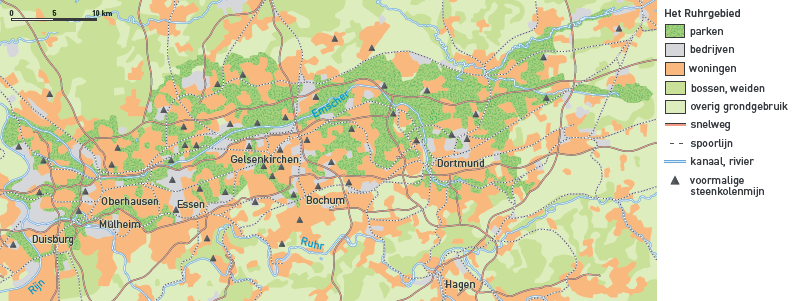 0 5 10 km
Emscher
Gelsenkirchen
Dortmund
Oberhausen
Essen
Bochum
Mülheim
Duisburg
Ruhr
Rijn
Hagen
Het Ruhrgebied
parken
bedrijven
woningen
bossen, weiden
overig grondgebruik
snelweg
spoorlijn
kanaal, rivier
voormalige
steenkolenmijn